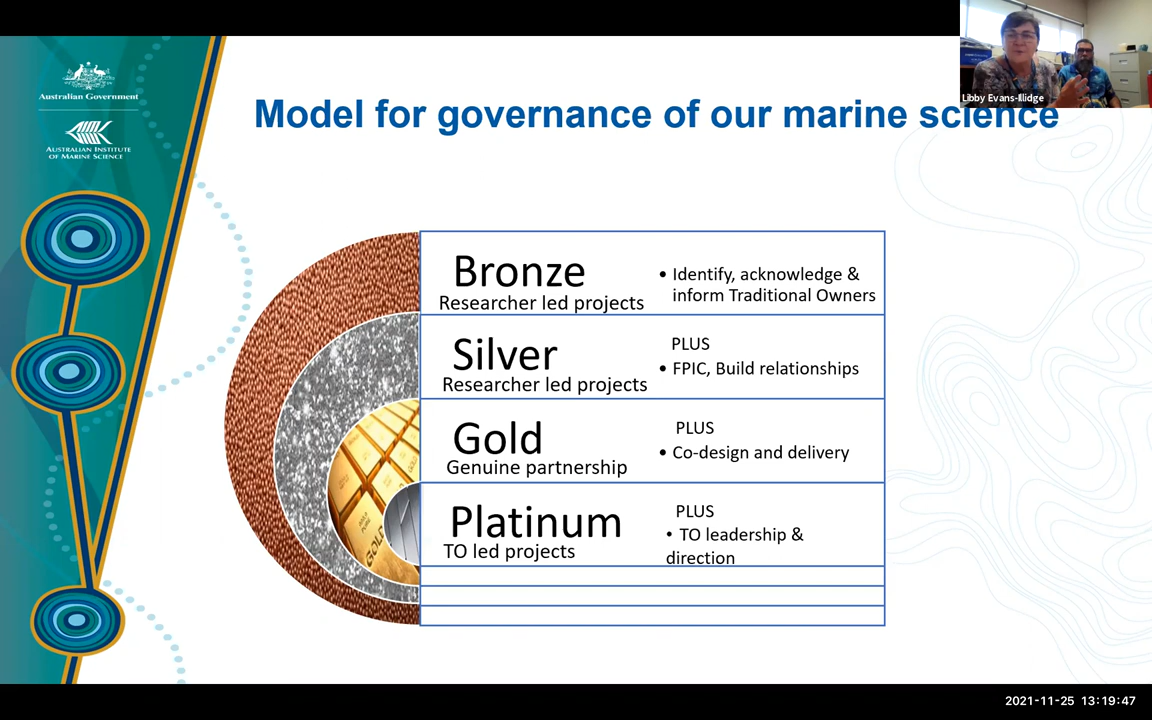 Australian Government
AUSTRALIAN INSTITUTE
OF MARINE SCIENCE
Libby Evans-Illidge
Model for governance of our marine science
Bronze
Researcher led projects
• Identify, acknowledge &
inform Traditional Owners
Silver
Researcher led projects
PLUS
• FPIC, Build relationships
Gold
Genuine partnership
PLUS
• Co-design and delivery
Platinum
TO led projects
PLUS
• TO leadership &
direction
GOLD
2021-11-25 13:19:47